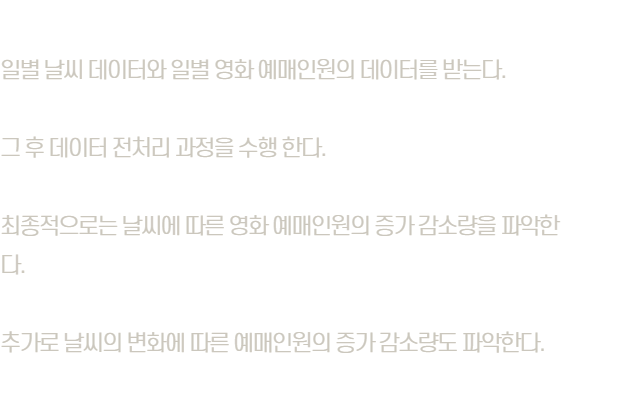 일별 날씨 데이터와 일별 영화 예매인원의 데이터를 받는다.
그 후 데이터 전처리 과정을 수행 한다.
최종적으로는 날씨에 따른 영화 예매인원의 증가 감소량을 파악한
다.
추가로 날씨의 변화에 따른 예매인원의 증가 감소량도 파악한다.